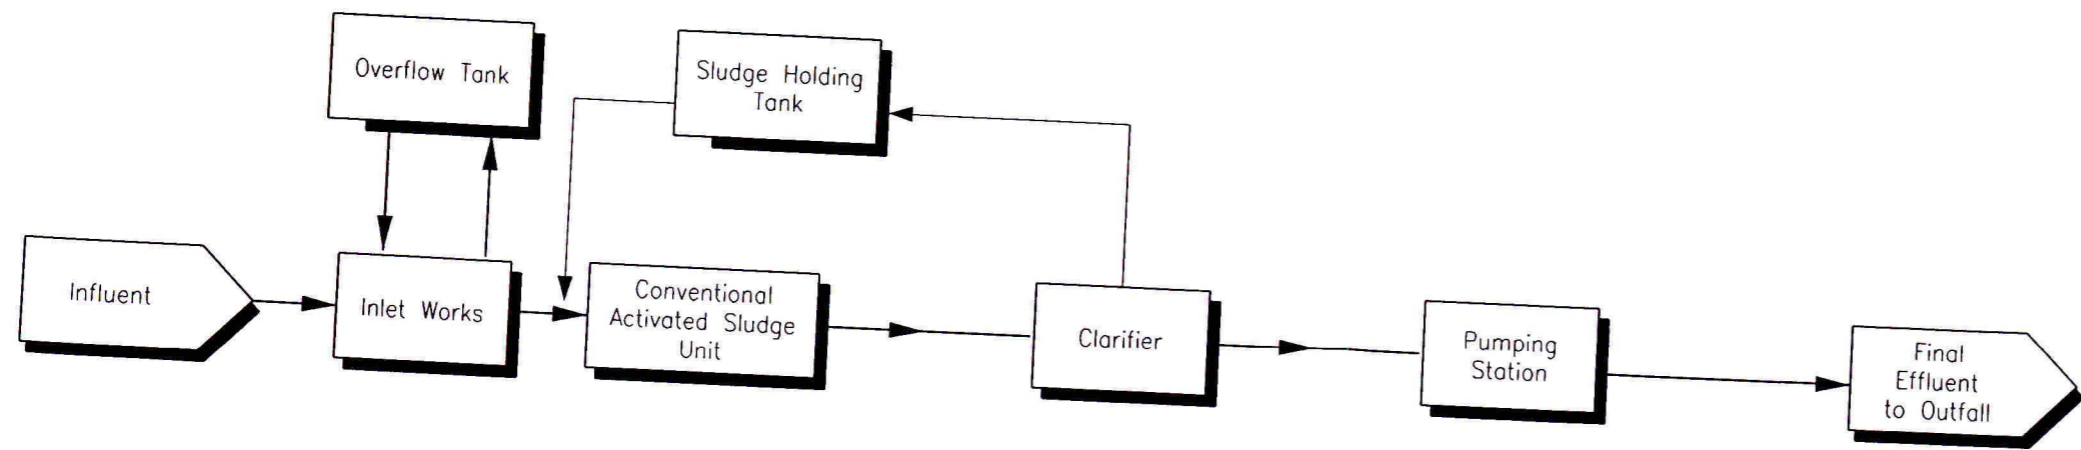 Overflow Tank
Sludge Holding
Tank
Influent
Inlet Works
Conventional
Activated Sludge
Unit
Clarifier
Pumping
Station
Final
Effluent
to Outfall